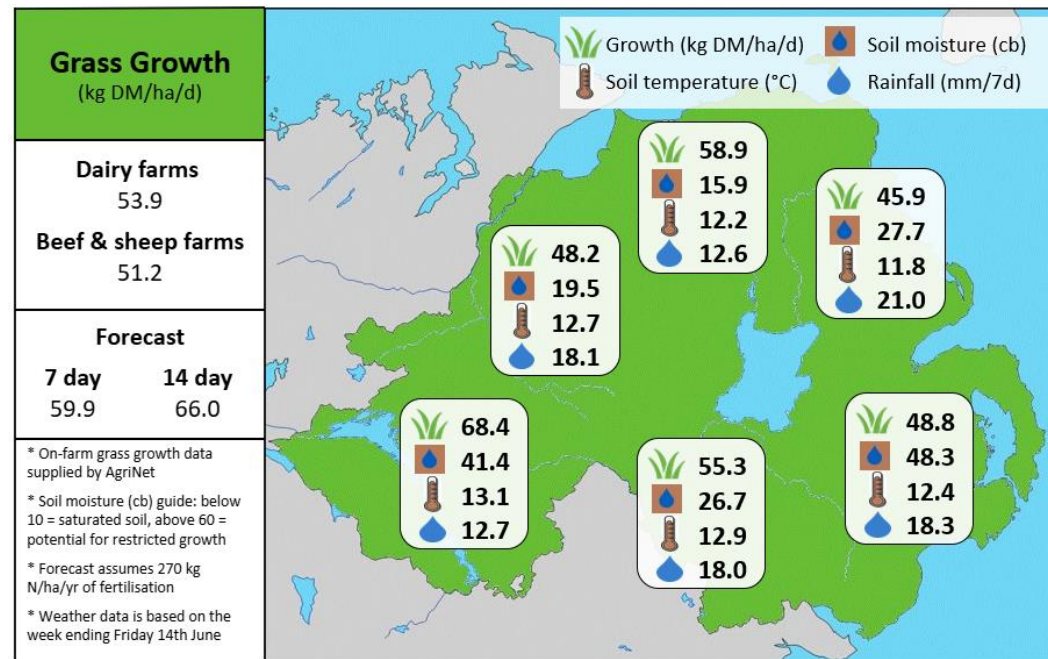 Grass Growth
(kg DM/ha/d)
Dairy farms
53.9
Beef & sheep farms
51.2
Forecast
7 day 14 day
59.9 66.0
* On-farm grass growth data
supplied by AgriNet
* Soil moisture (cb) guide: below
10 = saturated soil, above 60 =
potential for restricted growth
* Forecast assumes 270 kg
N/ha/yr of fertilisation
* Weather data is based on the
week ending Friday 14th June
Growth (kg DM/ha/d) Soil moisture (cb)
Soil temperature (°C) Rainfall (mm/7d)
58.9
15.9
12.2
12.6
45.9
27.7
11.8
21.0
48.2
19.5
12.7
18.1
68.4
41.4
13.1
12.7
55.3
26.7
12.9
18.0
48.8
48.3
12.4
18.3